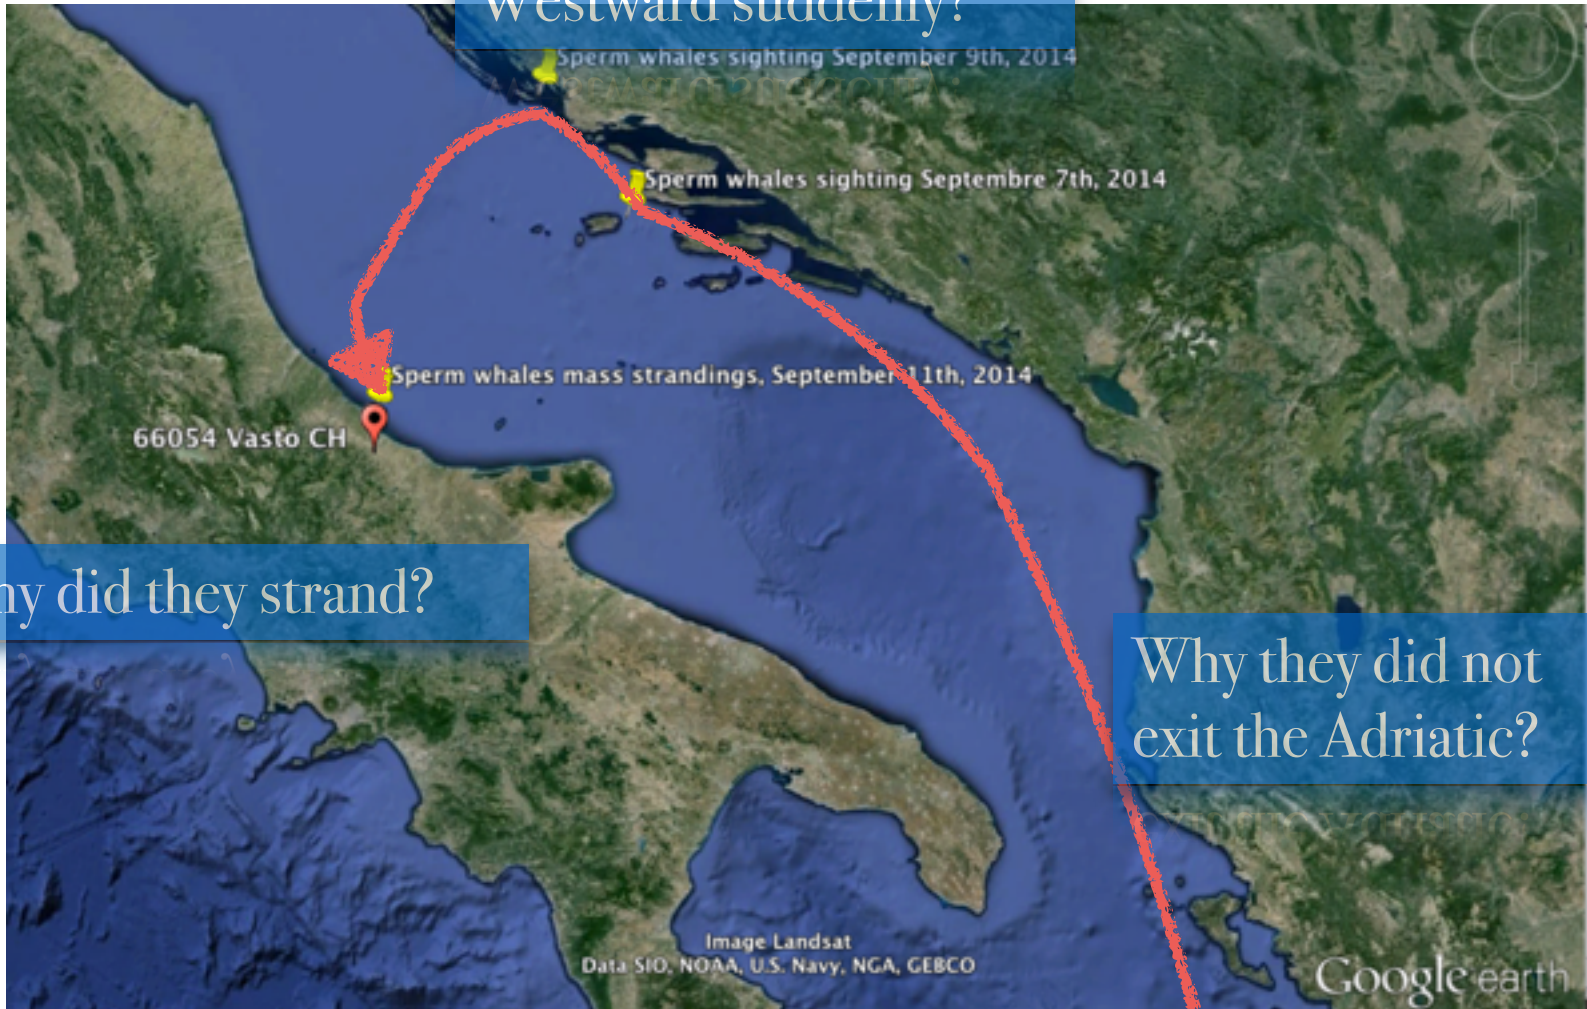 Westward suddenly?
Sperm whales sighting September 9th, 2014
Sperm whales sighting Septembre 7th, 2014
Sperm whales mass strandings, September 11th, 2014
66054 Vasto CH
did they strand?
Why they did not
exit the Adriatic?
Image Landsat
Data SIO, NOAA, U.S. Navy, NGA, GEBCO
Google earth